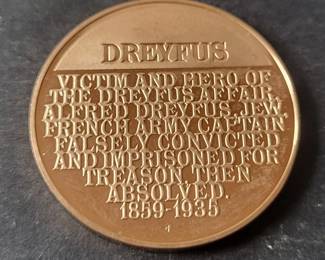 DREYFUS
VICTIM AND HERO OF
THE DREYFUS AFFAIR,
ALFRED DREYFUS, JEW,
FRENCH ARMY CAPTAIN
FALSELY CONVICTED
AND IMPRISONED FOR
TREASON, THEN
ABSOLVED.
1859-1935